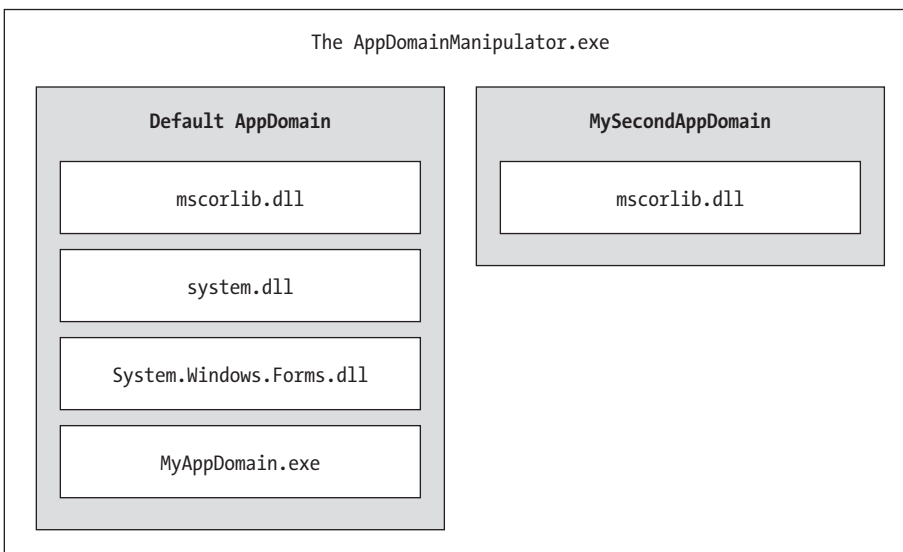 The AppDomainManipulator.exe
Default AppDomain
mscorlib.dll
system.dll
System.Windows.Forms.dll
MyAppDomain.exe
MySecondAppDomain
mscorlib.dll